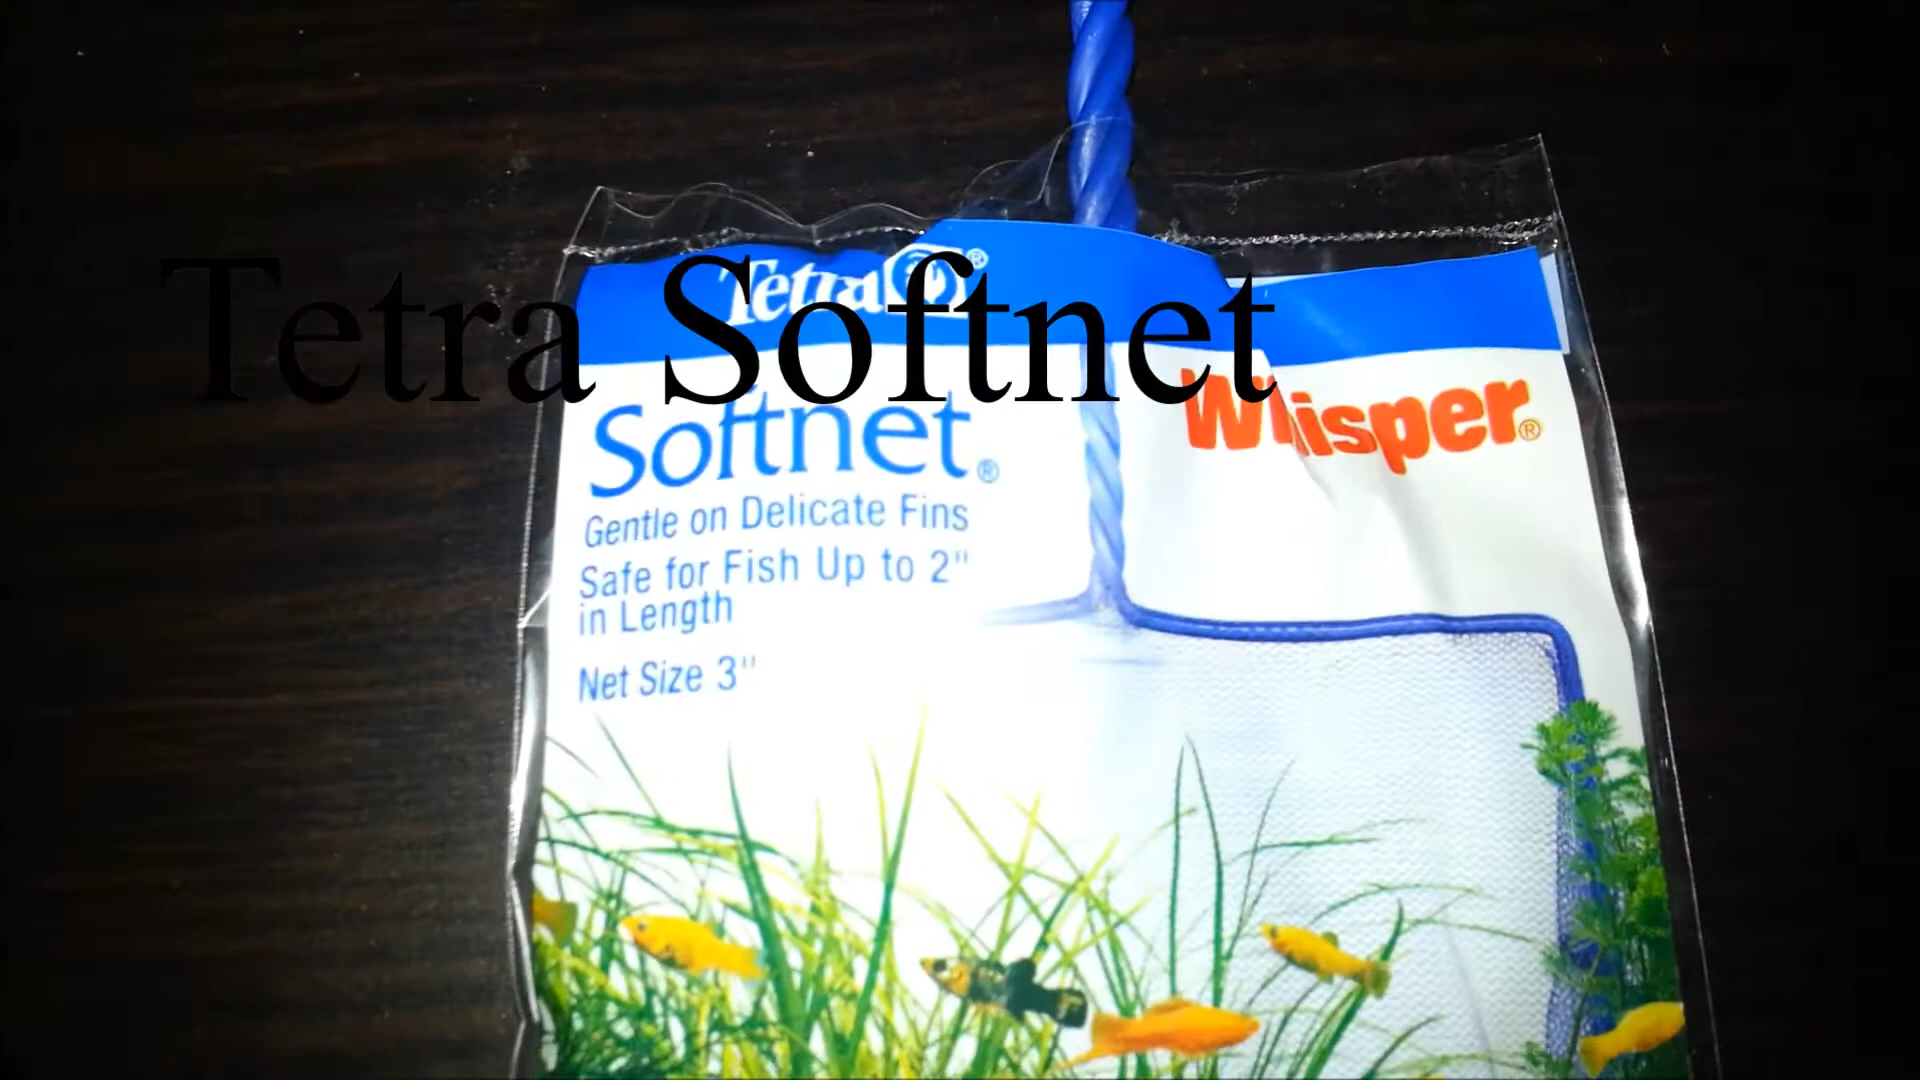 Tetra Softnet
Tetra ®
Softnet®
Whisper®
Gentle on Delicate Fins
Safe for Fish Up to 2"
in Length
Net Size 3"